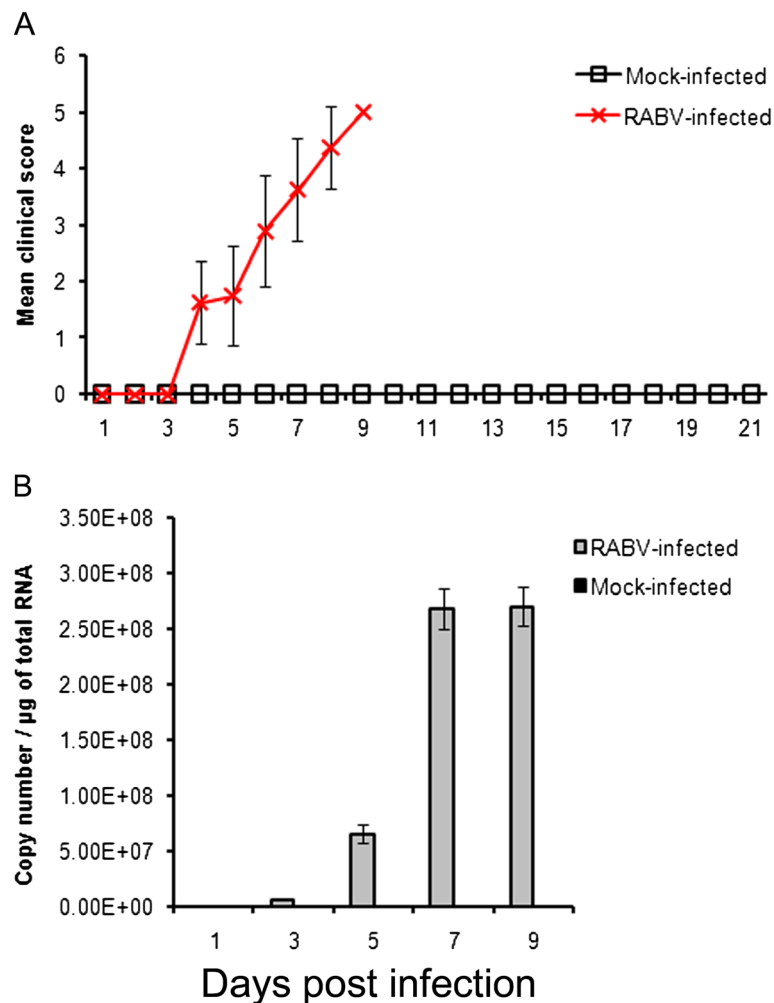 A
Mean clinical score
6
5
4
3
2
1
0
1 3 5 7 9 11 13 15 17 19 21
Mock-infected
RABV-infected
B
Copy number / µg of total RNA
3.50E+08
3.00E+08
2.50E+08
2.00E+08
1.50E+08
1.00E+08
5.00E+07
0.00E+00
1 3 5 7 9
RABV-infected
Mock-infected
Days post infection